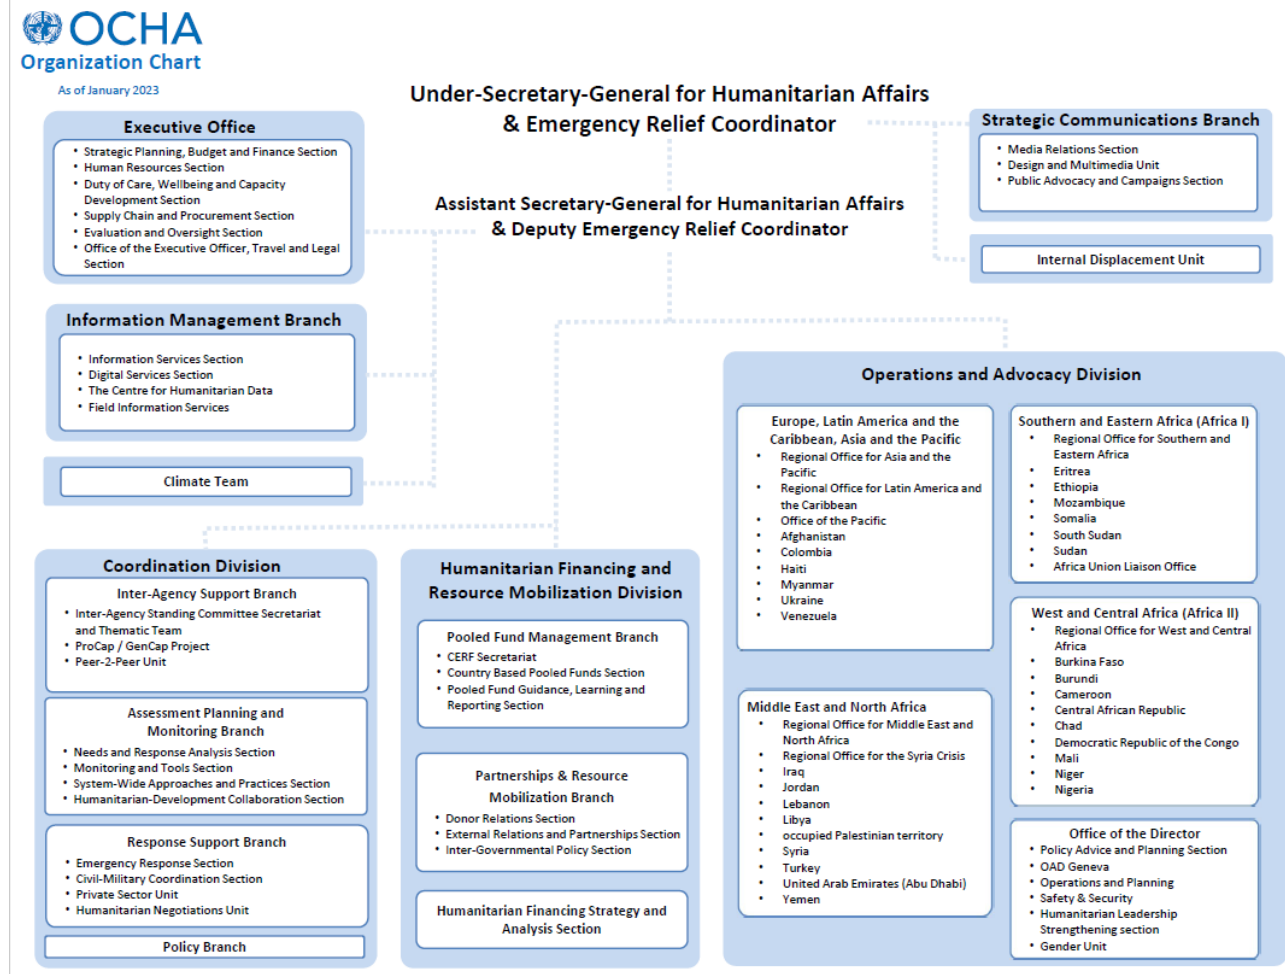 OCHA
Organization Chart
As of January 2023
Under-Secretary-General for Humanitarian Affairs
& Emergency Relief Coordinator
Assistant Secretary-General for Humanitarian Affairs
& Deputy Emergency Relief Coordinator
Executive Office
• Strategic Planning, Budget and Finance Section
• Human Resources Section
• Duty of Care, Wellbeing and Capacity
Development Section
• Supply Chain and Procurement Section
• Evaluation and Oversight Section
• Office of the Executive Officer, Travel and Legal
Section
Strategic Communications Branch
• Media Relations Section
• Design and Multimedia Unit
• Public Advocacy and Campaigns Section
Internal Displacement Unit
Information Management Branch
• Information Services Section
• Digital Services Section
• The Centre for Humanitarian Data
• Field Information Services
Climate Team
Coordination Division
Inter-Agency Support Branch
• Inter-Agency Standing Committee Secretariat
and Thematic Team
• ProCap / GenCap Project
• Peer-2-Peer Unit
Assessment Planning and
Monitoring Branch
• Needs and Response Analysis Section
• Monitoring and Tools Section
• System-Wide Approaches and Practices Section
• Humanitarian-Development Collaboration Section
Response Support Branch
• Emergency Response Section
• Civil-Military Coordination Section
• Private Sector Unit
• Humanitarian Negotiations Unit
Policy Branch
Humanitarian Financing and
Resource Mobilization Division
Pooled Fund Management Branch
• CERF Secretariat
• Country Based Pooled Funds Section
• Pooled Fund Guidance, Learning and
Reporting Section
Partnerships & Resource
Mobilization Branch
• Donor Relations Section
• External Relations and Partnerships Section
• Inter-Governmental Policy Section
Humanitarian Financing Strategy and
Analysis Section
Operations and Advocacy Division
Europe, Latin America and the
Caribbean, Asia and the Pacific
• Regional Office for Asia and the
Pacific
• Regional Office for Latin America and
the Caribbean
• Office of the Pacific
• Afghanistan
• Colombia
• Haiti
• Myanmar
• Ukraine
• Venezuela
Middle East and North Africa
• Regional Office for Middle East and
North Africa
• Regional Office for the Syria Crisis
• Iraq
• Jordan
• Lebanon
• Libya
• occupied Palestinian territory
• Syria
• Turkey
• United Arab Emirates (Abu Dhabi)
• Yemen
Southern and Eastern Africa (Africa I)
• Regional Office for Southern and
Eastern Africa
• Eritrea
• Ethiopia
• Mozambique
• Somalia
• South Sudan
• Sudan
• Africa Union Liaison Office
West and Central Africa (Africa II)
• Regional Office for West and Central
Africa
• Burkina Faso
• Burundi
• Cameroon
• Central African Republic
• Chad
• Democratic Republic of the Congo
• Mali
• Niger
• Nigeria
Office of the Director
• Policy Advice and Planning Section
• OAD Geneva
• Operations and Planning
• Safety & Security
• Humanitarian Leadership
Strengthening section
• Gender Unit